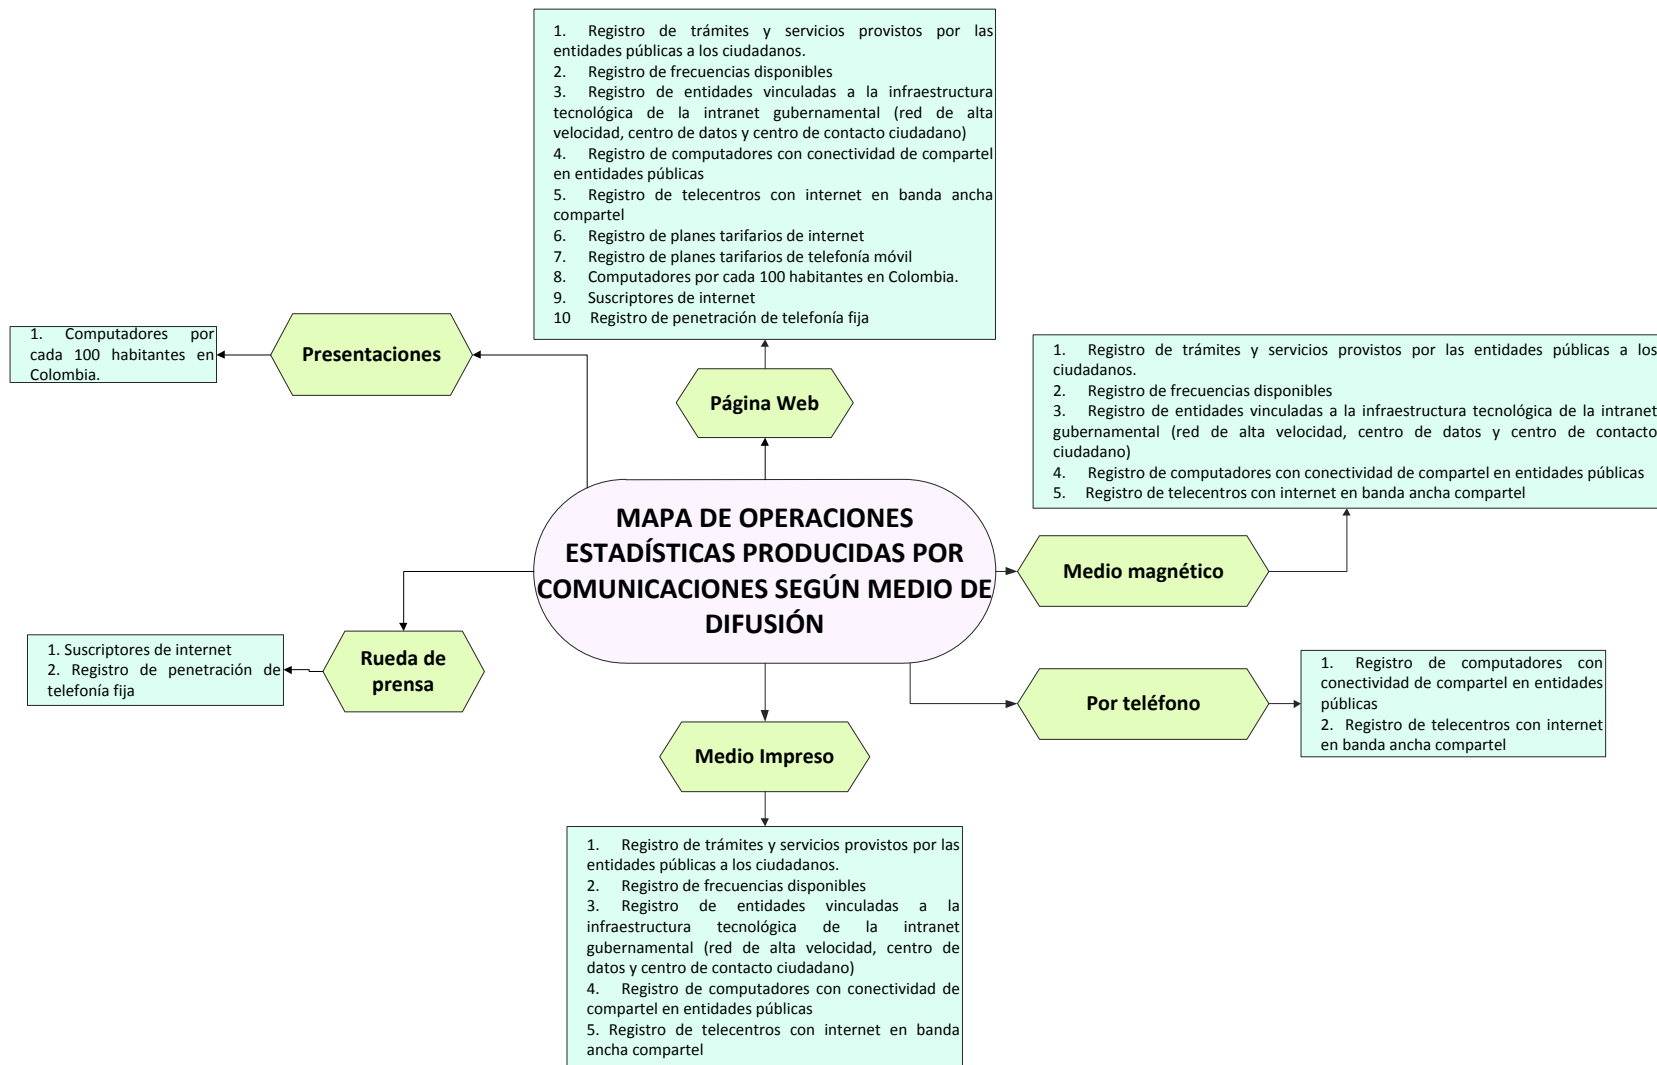 1. Registro de trámites y servicios provistos por las
entidades públicas a los ciudadanos.
2. Registro de frecuencias disponibles
3. Registro de entidades vinculadas a la infraestructura
tecnológica de la intranet gubernamental (red de alta
velocidad, centro de datos y centro de contacto ciudadano)
4. Registro de computadores con conectividad de compartel
en entidades públicas
5. Registro de telecentros con internet en banda ancha
compartel
6. Registro de planes tarifarios de internet
7. Registro de planes tarifarios de telefonía móvil
8. Computadores por cada 100 habitantes en Colombia.
9. Suscriptores de internet
10 Registro de penetración de telefonía fija
1. Computadores por
cada 100 habitantes en
Colombia.
Presentaciones
Página Web
1. Registro de trámites y servicios provistos por las entidades públicas a los
ciudadanos.
2. Registro de frecuencias disponibles
3. Registro de entidades vinculadas a la infraestructura tecnológica de la intranet
gubernamental (red de alta velocidad, centro de datos y centro de contacto
ciudadano)
4. Registro de computadores con conectividad de compartel en entidades públicas
5. Registro de telecentros con internet en banda ancha compartel
MAPA DE OPERACIONES
ESTADÍSTICAS PRODUCIDAS POR
COMUNICACIONES SEGÚN MEDIO DE
DIFUSIÓN
Medio magnético
1. Suscriptores de internet
2. Registro de penetración de
telefonía fija
Rueda de
prensa
Por teléfono
1. Registro de computadores con
conectividad de compartel en entidades
públicas
2. Registro de telecentros con internet
en banda ancha compartel
Medio Impreso
1. Registro de trámites y servicios provistos por las
entidades públicas a los ciudadanos.
2. Registro de frecuencias disponibles
3. Registro de entidades vinculadas a la
infraestructura tecnológica de la intranet
gubernamental (red de alta velocidad, centro de
datos y centro de contacto ciudadano)
4. Registro de computadores con conectividad de
compartel en entidades públicas
5. Registro de telecentros con internet en banda
ancha compartel